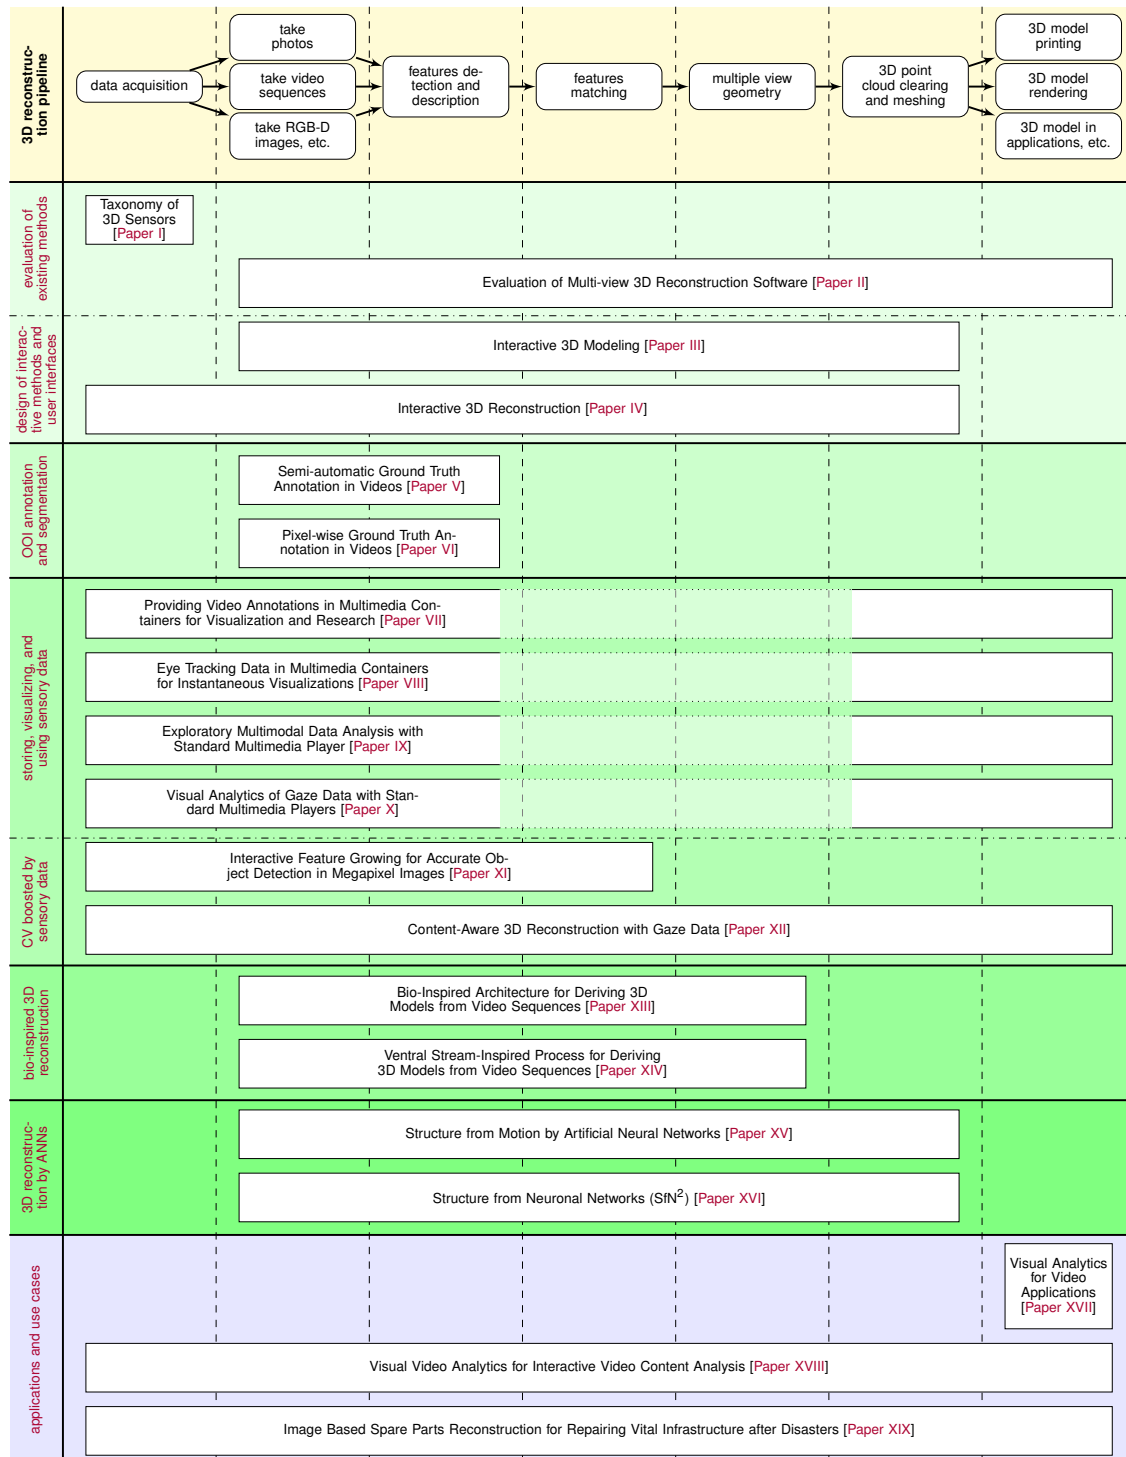 3D reconstruc-
tion pipeline
data acquisition
take
photos
take video
sequences
take RGB-D
images, etc.
features de-
tection and
description
features
matching
multiple view
geometry
3D point
cloud clearing
and meshing
3D model
printing
3D model
rendering
3D model in
applications, etc.
evaluation of
existing methods
Taxonomy of
3D Sensors
[Paper I]
Evaluation of Multi-view 3D Reconstruction Software [Paper II]
design of interac-
tive methods and
user interfaces
Interactive 3D Modeling [Paper III]
Interactive 3D Reconstruction [Paper IV]
OOI annotation
and segmentation
Semi-automatic Ground Truth
Annotation in Videos [Paper V]
Pixel-wise Ground Truth An-
notation in Videos [Paper VI]
storing, visualizing, and
using sensory data
Providing Video Annotations in Multimedia Con-
tainers for Visualization and Research [Paper VII]
Eye Tracking Data in Multimedia Containers
for Instantaneous Visualizations [Paper VIII]
Exploratory Multimodal Data Analysis with
Standard Multimedia Player [Paper IX]
Visual Analytics of Gaze Data with Stan-
dard Multimedia Players [Paper X]
CV boosted by
sensory data
Interactive Feature Growing for Accurate Ob-
ject Detection in Megapixel Images [Paper XI]
Content-Aware 3D Reconstruction with Gaze Data [Paper XII]
bio-inspired 3D
reconstruction
Bio-Inspired Architecture for Deriving 3D
Models from Video Sequences [Paper XIII]
Ventral Stream-Inspired Process for Deriving
3D Models from Video Sequences [Paper XIV]
3D reconstruc-
tion by ANNs
Structure from Motion by Artificial Neural Networks [Paper XV]
Structure from Neuronal Networks (SfN²) [Paper XVI]
applications and use cases
Visual Analytics
for Video
Applications
[Paper XVII]
Visual Video Analytics for Interactive Video Content Analysis [Paper XVIII]
Image Based Spare Parts Reconstruction for Repairing Vital Infrastructure after Disasters [Paper XIX]